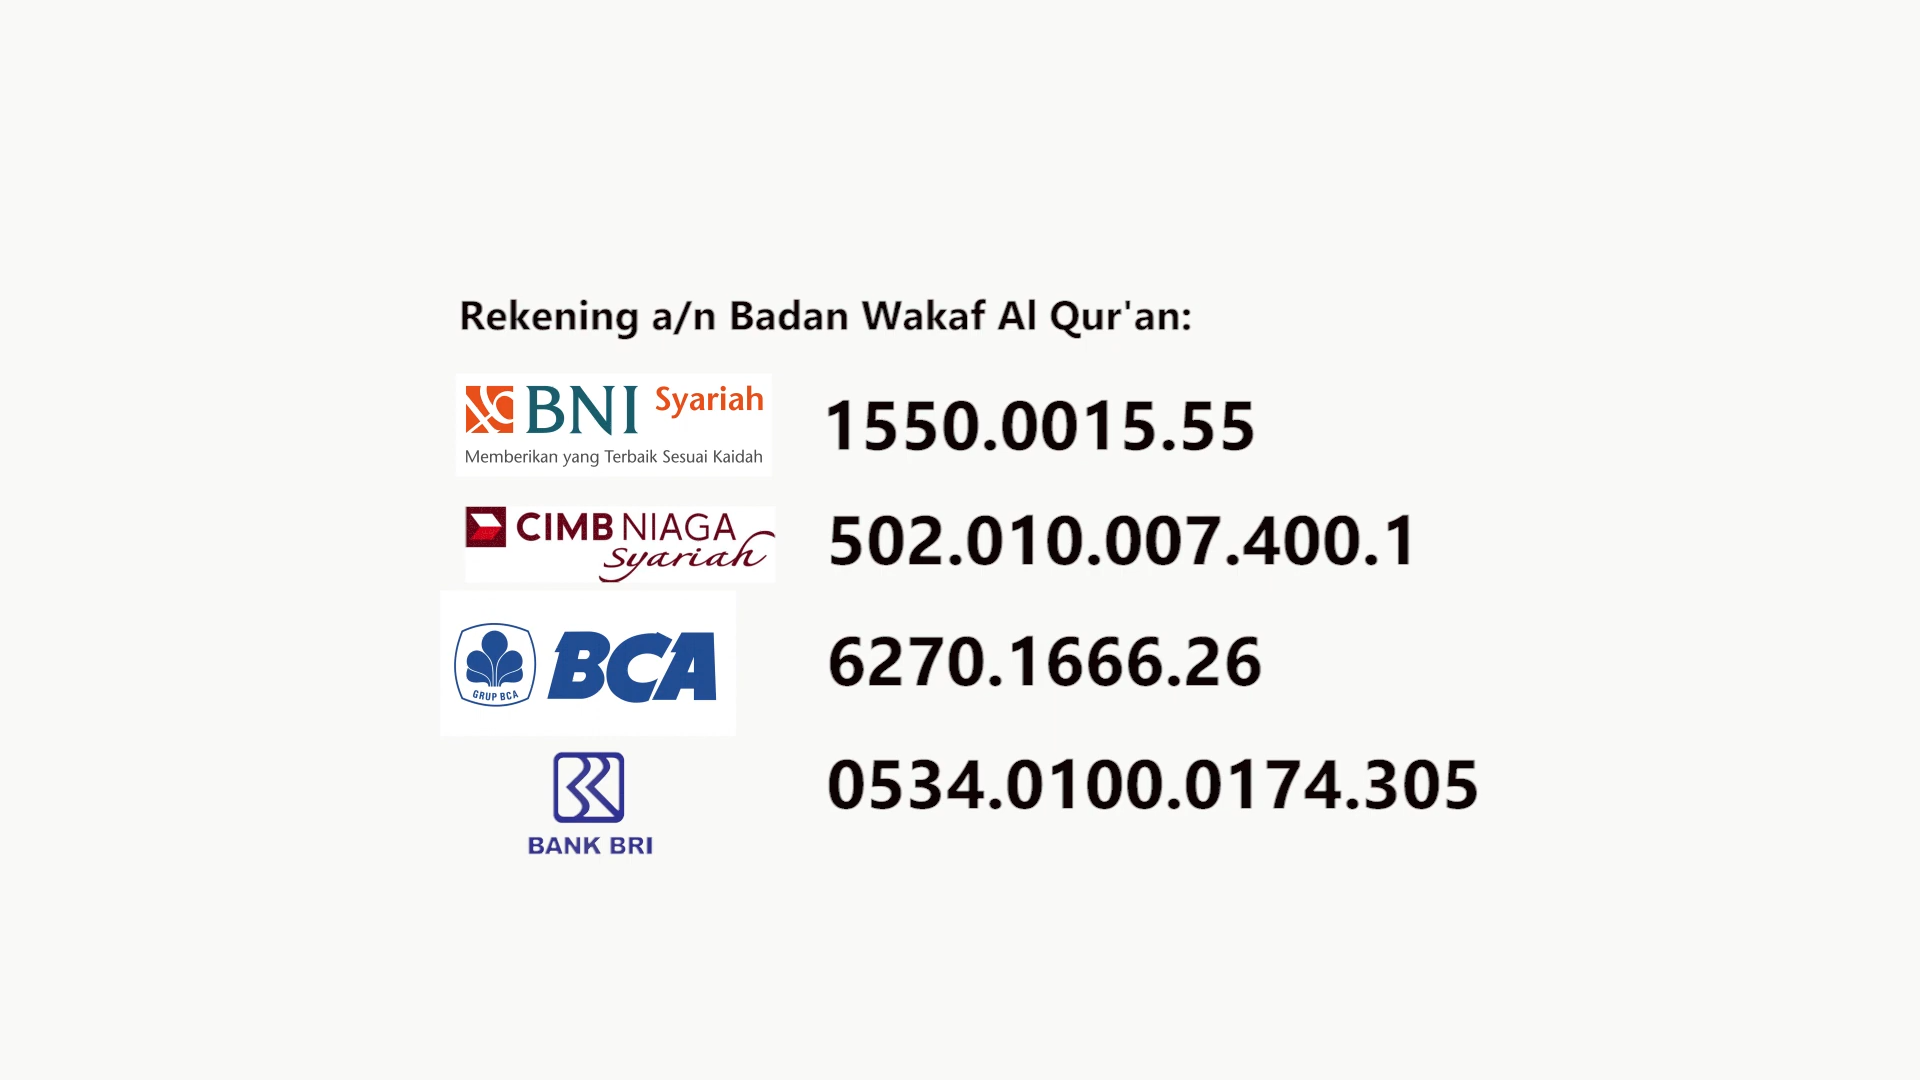 Rekening a/n Badan Wakaf Al Qur'an:
BNI Syariah
Memberikan yang Terbaik Sesuai Kaidah
1550.0015.55
CIMB NIAGA
syariah
502.010.007.400.1
GRUP BCA
BCA
6270.1666.26
BANK BRI
0534.0100.0174.305